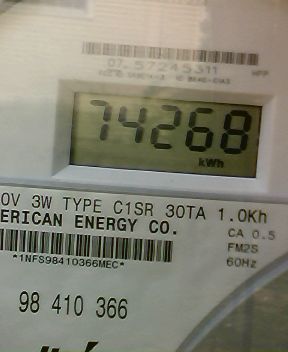 07 57245311
74268
kWh
0V 3W TYPE C1SR 30TA 1.0Kh
ERICAN ENERGY CO.
CA 0.5
FM2S
60Hz
*1NFS98410366MEC*
98 410 366